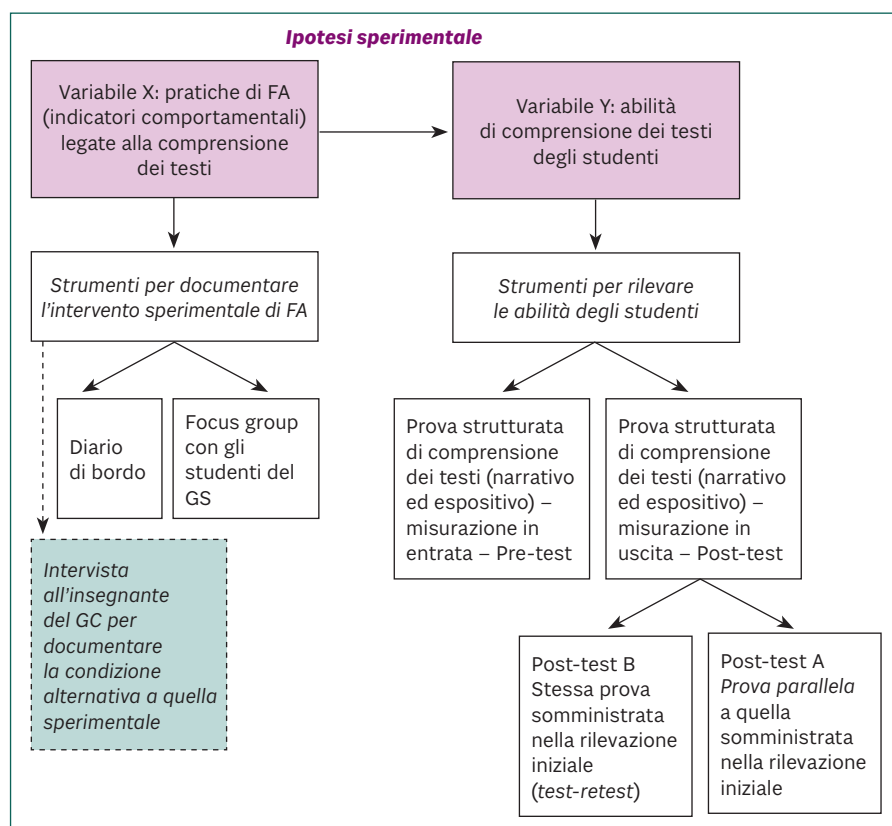 Ipotesi sperimentale
Variabile X: pratiche di FA
(indicatori comportamentali)
legate alla comprensione
dei testi
Variabile Y: abilità
di comprensione dei testi
degli studenti
Strumenti per documentare
l’intervento sperimentale di FA
Strumenti per rilevare
le abilità degli studenti
Diario
di bordo
Focus group
con gli
studenti del
GS
Prova strutturata
di comprensione
dei testi (narrativo
ed espositivo) –
misurazione in
entrata – Pre-test
Prova strutturata
di comprensione
dei testi (narrativo
ed espositivo) –
misurazione in
uscita – Post-test
Intervista
all’insegnante
del GC per
documentare
la condizione
alternativa a quella
sperimentale
Post-test B
Stessa prova
somministrata
nella rilevazione
iniziale
(test-retest)
Post-test A
Prova parallela
a quella
somministrata
nella rilevazione
iniziale